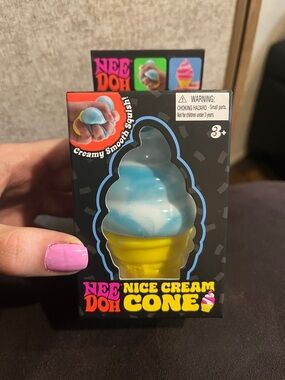 NEE
DOH
Creamy Smooth Squish!
WARNING:
CHOKING HAZARD - Small parts.
Not for children under 3 years.
3+
NEE
DOH
NICE CREAM
CONE